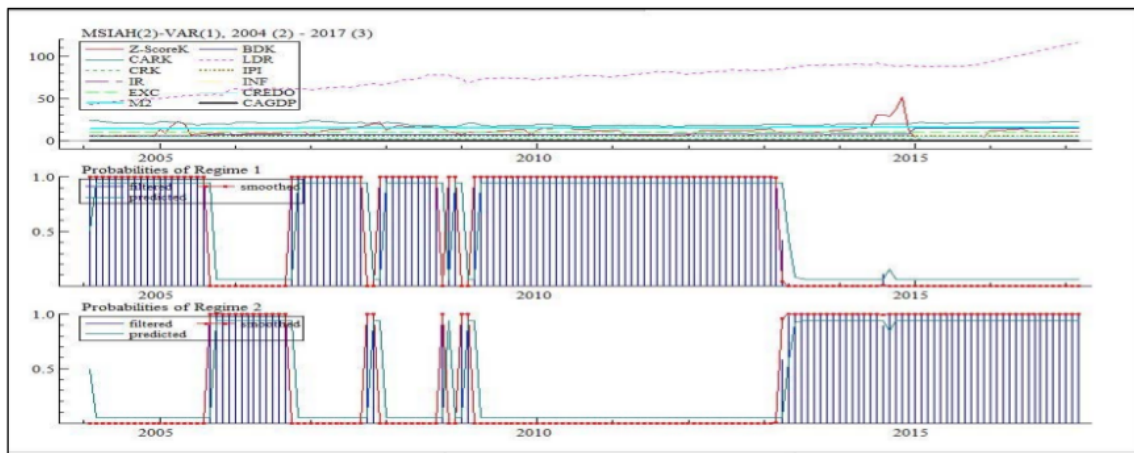 MSIAH(2)-VAR(1), 2004 (2) - 2017 (3)
Z-ScoreK BDK
CARK LDR
CRK IPI
IR INF
EXC CREDO
M2 CAGDP
100
50
0
2005 2010 2015
Probabilities of Regime 1
1.0
filtered smoothed
predicted
0.5
2005 2010 2015
Probabilities of Regime 2
1.0
filtered smoothed
predicted
0.5
2005 2010 2015